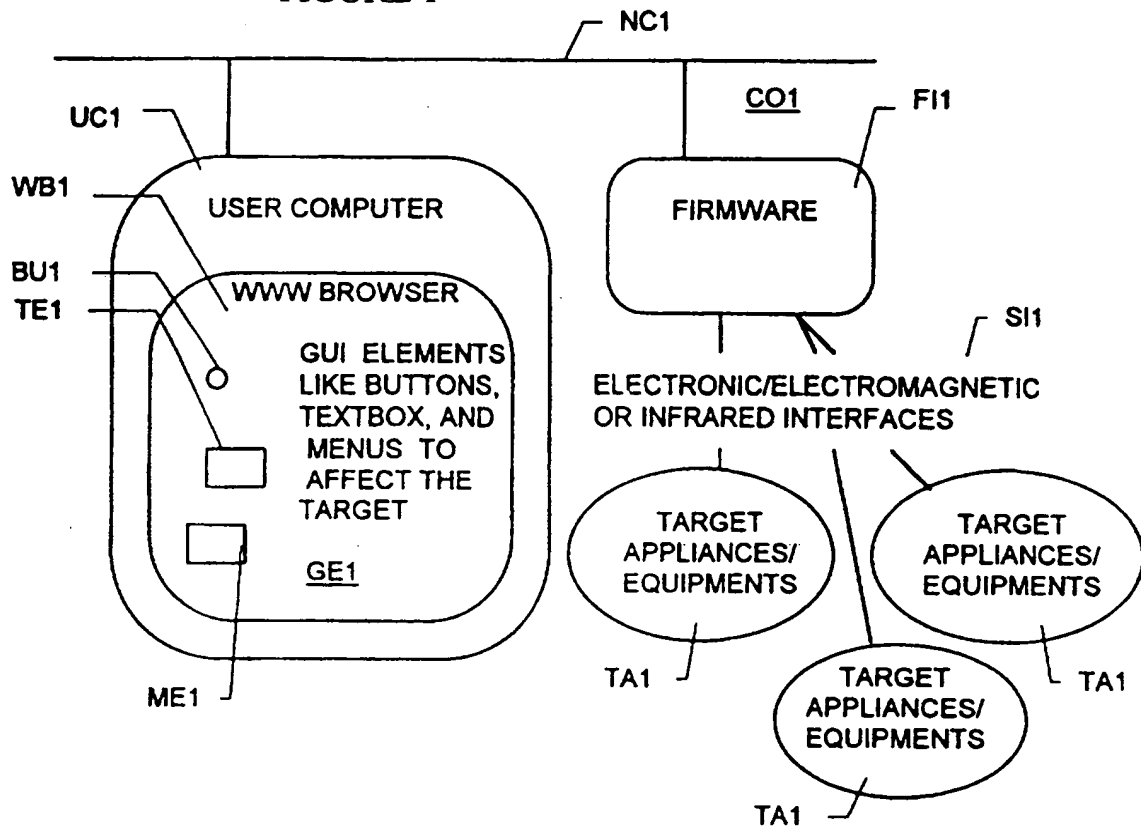 NC1
CO1
FI1
UC1
WB1
USER COMPUTER
FIRMWARE
BU1
TE1
WWW BROWSER
SI1
GUI ELEMENTS
LIKE BUTTONS,
TEXTBOX, AND
MENUS TO
AFFECT THE
TARGET
GE1
ME1
ELECTRONIC/ELECTROMAGNETIC
OR INFRARED INTERFACES
TARGET
APPLIANCES/
EQUIPMENTS
TA1
TARGET
APPLIANCES/
EQUIPMENTS
TA1
TARGET
APPLIANCES/
EQUIPMENTS
TA1